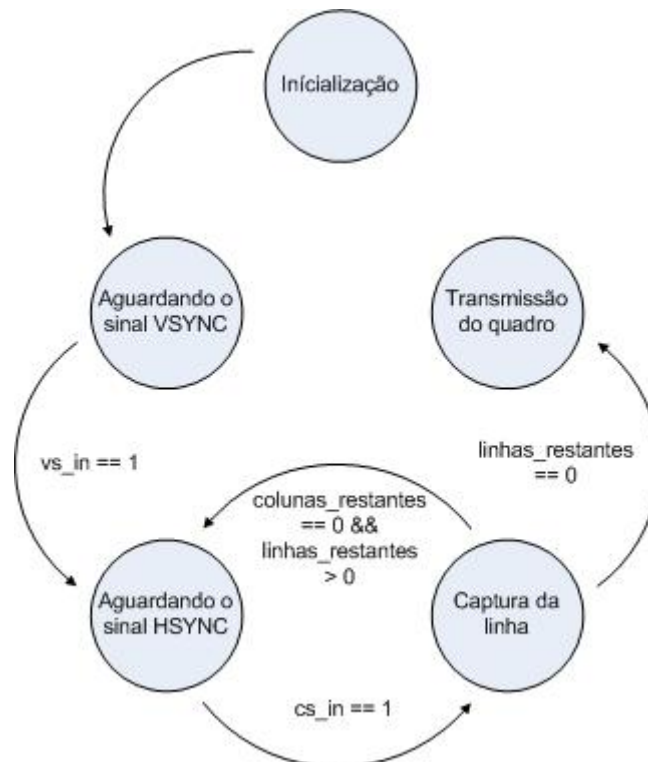 Inícialização
Aguardando o
sinal VSYNC
Transmissão
do quadro
vs_in == 1
linhas_restantes
== 0
colunas_restantes
== 0 &&
linhas_restantes
> 0
Aguardando o
sinal HSYNC
Captura da
linha
cs_in == 1